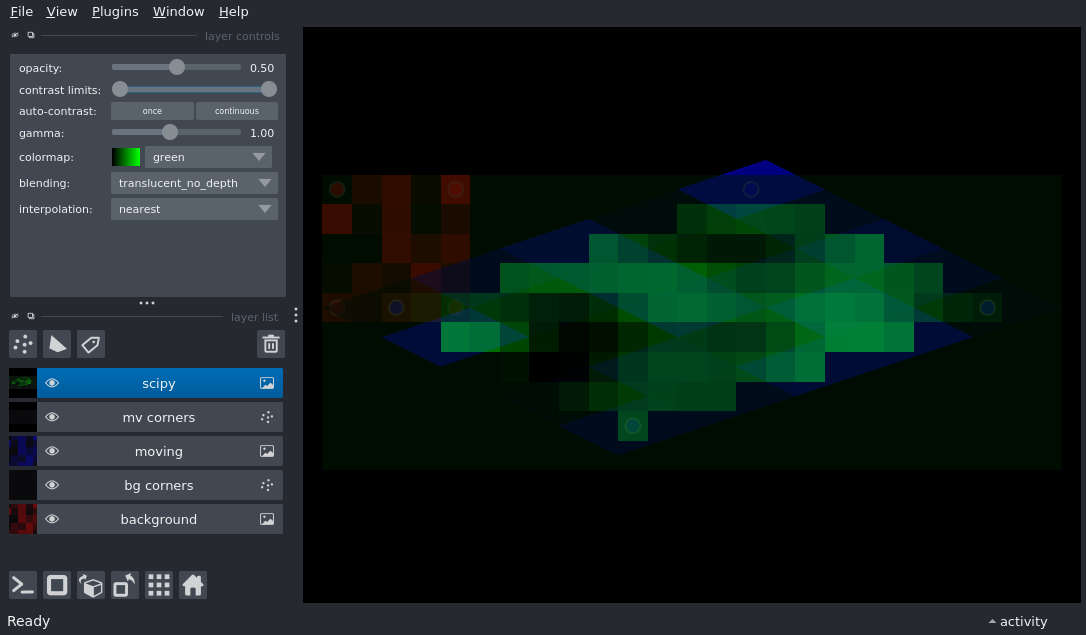 File View Plugins Window Help
layer controls
opacity: 0.50
contrast limits:
auto-contrast: once continuous
gamma: 1.00
colormap: green
blending: translucent_no_depth
interpolation: nearest
layer list
scipy
mv corners
moving
bg corners
background
Ready
activity